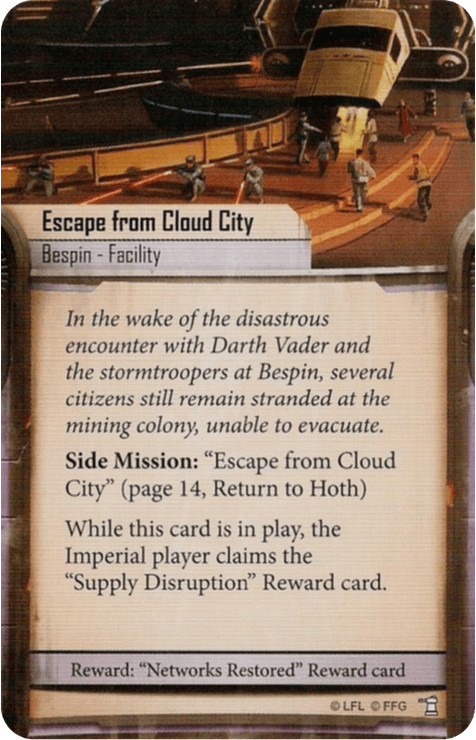 Escape from Cloud City
Bespin - Facility
In the wake of the disastrous
encounter with Darth Vader and
the stormtroopers at Bespin, several
citizens still remain stranded at the
mining colony, unable to evacuate.
Side Mission: “Escape from Cloud
City” (page 14, Return to Hoth)
While this card is in play, the
Imperial player claims the
“Supply Disruption” Reward card.
Reward: “Networks Restored” Reward card
© LFL © FFG